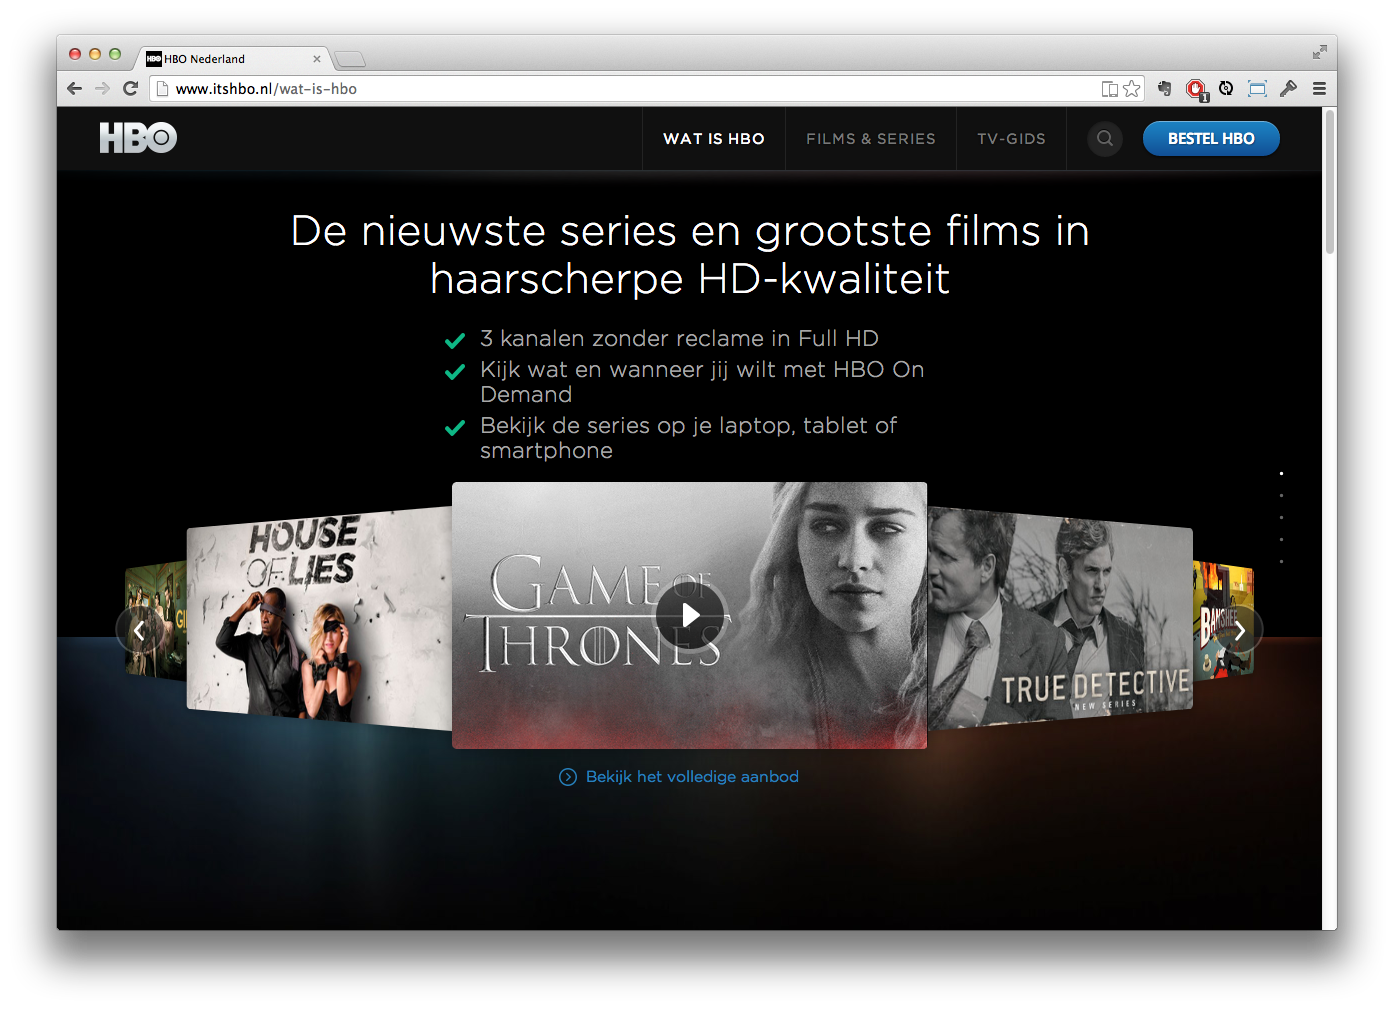 HBO HBO Nederland
www.itshbo.nl/wat-is-hbo
1
HBO
WAT IS HBO
FILMS & SERIES
TV-GIDS
BESTEL HBO
De nieuwste series en grootste films in
haarscherpe HD-kwaliteit
3 kanalen zonder reclame in Full HD
Kijk wat en wanneer jij wilt met HBO On
Demand
Bekijk de series op je laptop, tablet of
smartphone
GI
HOUSE
OF LIES
GAME OF
THRONES
TRUE DETECTIVE
NEW SERIES
BANSHEE
Bekijk het volledige aanbod